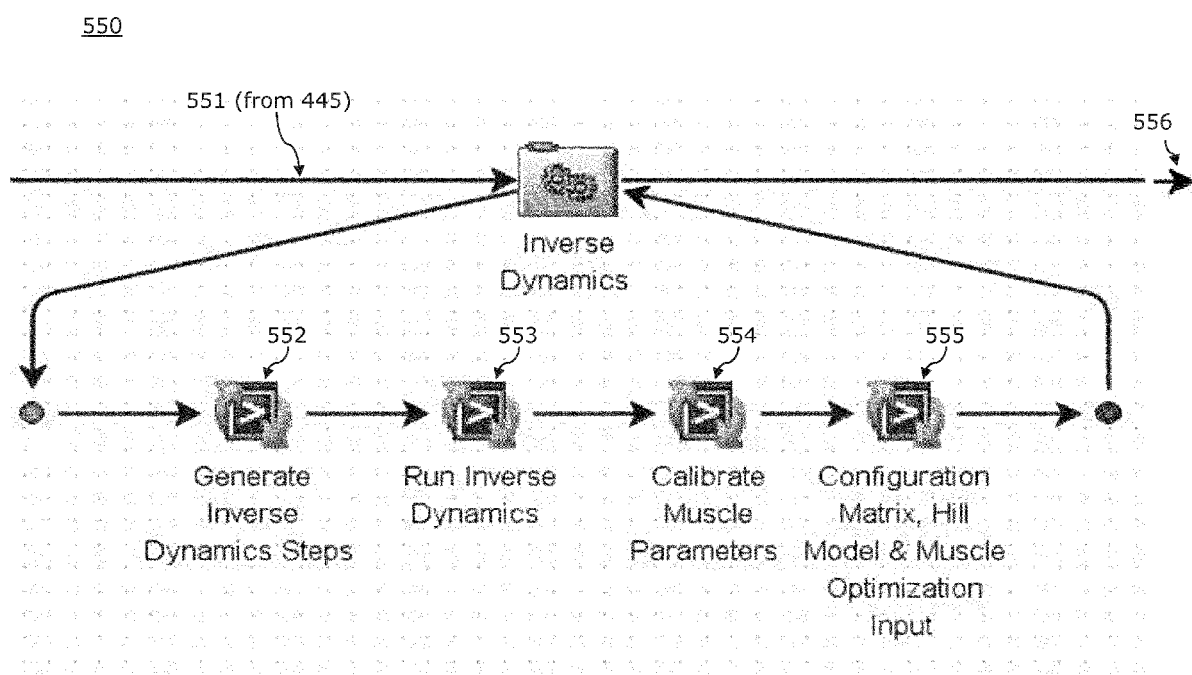 550
551 (from 445)
556
Inverse
Dynamics
552
553
554
555
Generate
Inverse
Dynamics Steps
Run Inverse
Dynamics
Calibrate
Muscle
Parameters
Configuration
Matrix, Hill
Model & Muscle
Optimization
Input